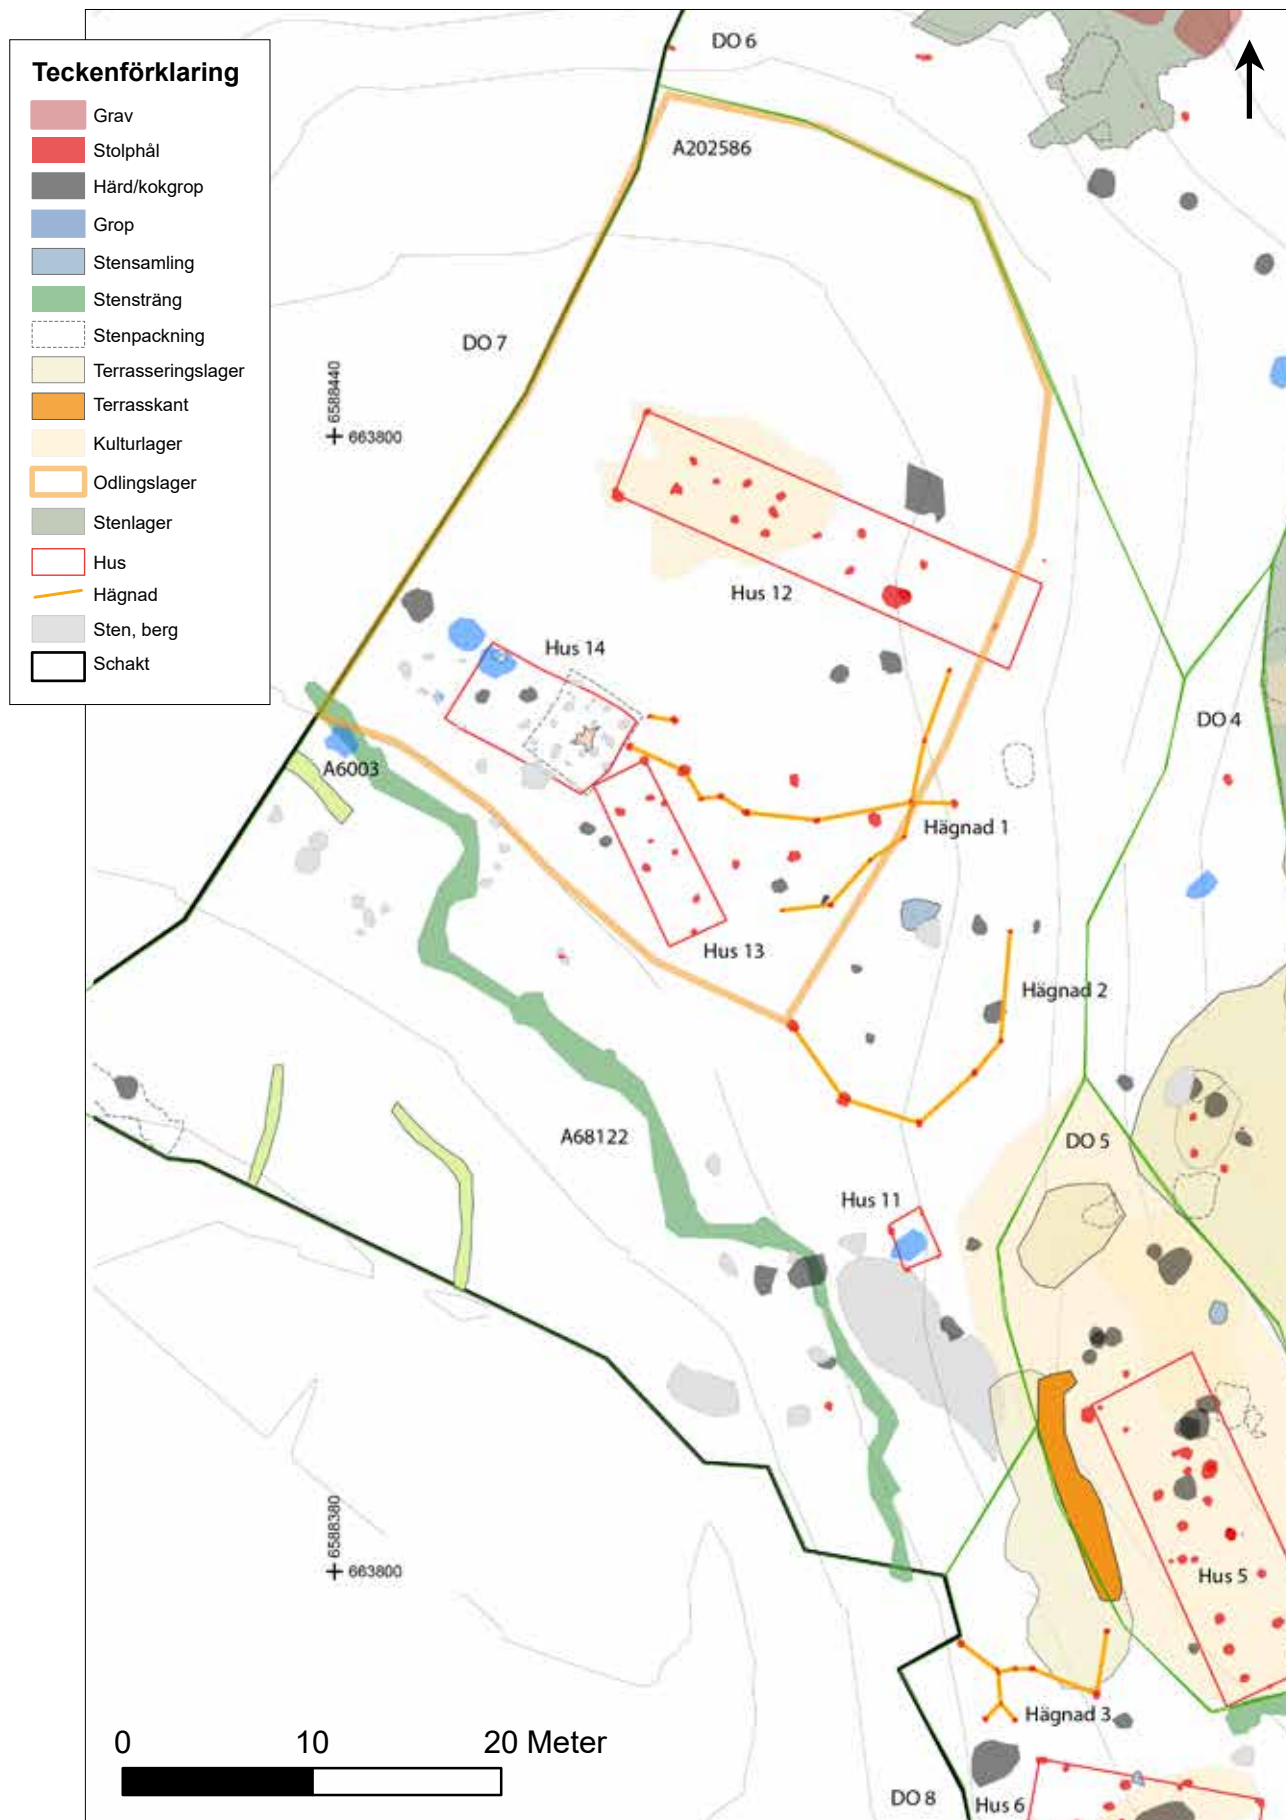 Teckenförklaring
Grav
Stolphål
Härd/kokgrop
Grop
Stensamling
Stensträng
Stenpackning
Terrasseringslager
Terrasskant
Kulturlager
Odlingslager
Stenlager
Hus
Hägnad
Sten, berg
Schakt
DO 6
A202586
DO 7
6588440
663800
Hus 12
Hus 14
DO 4
A6003
Hägnad 1
Hus 13
Hägnad 2
A68122
DO 5
Hus 11
6588380
663800
Hus 5
Hägnad 3
0 10 20 Meter
DO 8
Hus 6